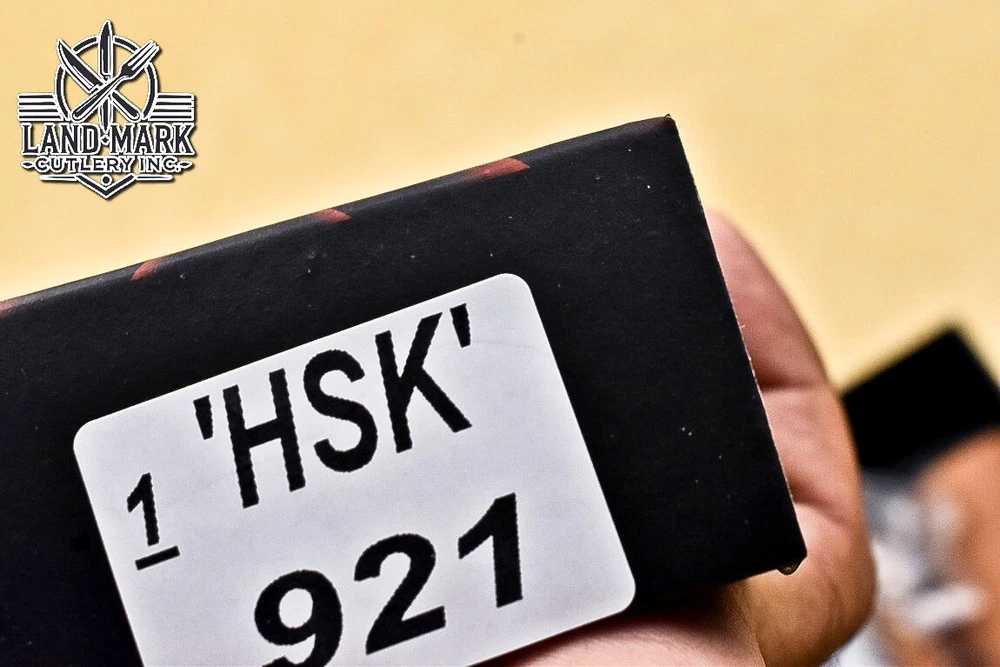 LAND MARK
CUTLERY INC.
'HSK'
1
921